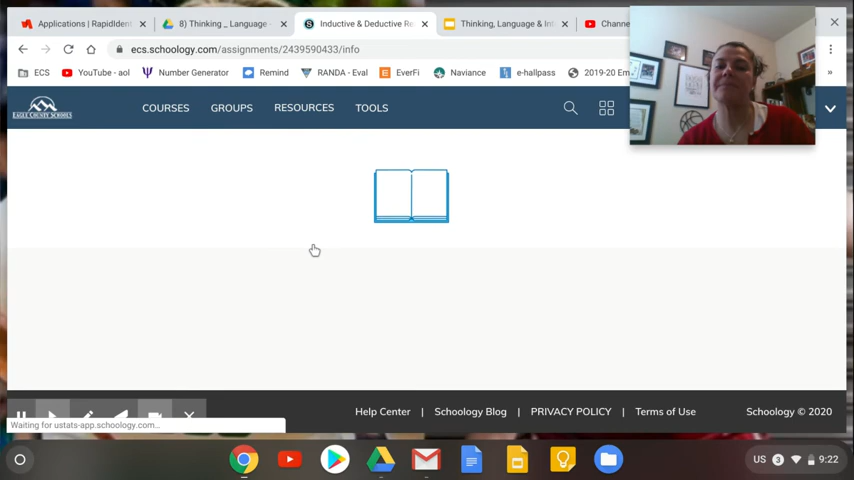 Applications | RapidIdent
8) Thinking _ Language -
Inductive & Deductive Re
Thinking, Language & Int
Channe
ecs.schoology.com/assignments/2439590433/info
ECS
YouTube - aol
Number Generator
Remind
RANDA - Eval
EverFi
Naviance
e-hallpass
2019-20 Em
»
EAGLE COUNTY SCHOOLS
COURSES
GROUPS
RESOURCES
TOOLS
Help Center | Schoology Blog | PRIVACY POLICY | Terms of Use
Schoology © 2020
Waiting for ustats-app.schoology.com...
US 3 9:22